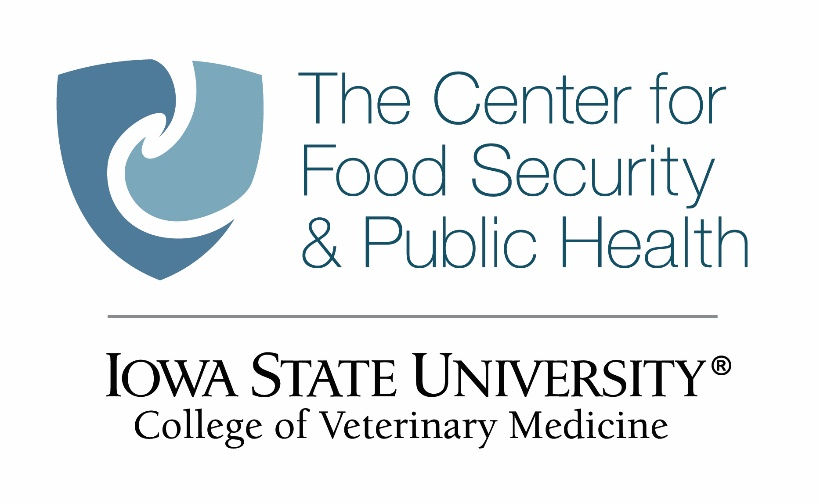 The Center for
Food Security
& Public Health
IOWA STATE UNIVERSITY®
College of Veterinary Medicine